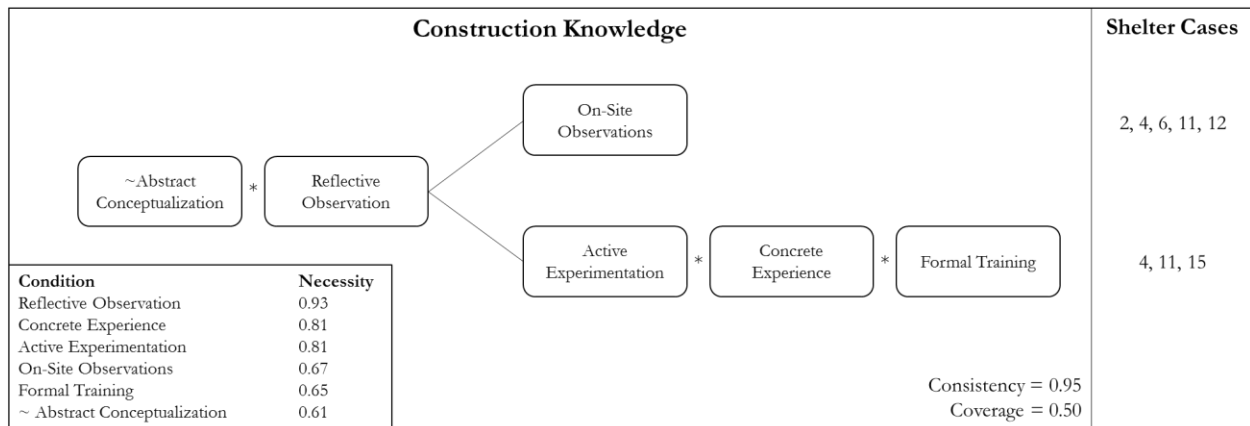 Construction Knowledge
Shelter Cases
On-Site
Observations
2, 4, 6, 11, 12
~Abstract
Conceptualization
*
Reflective
Observation
Active
Experimentation
*
Concrete
Experience
*
Formal Training
4, 11, 15
Condition Necessity
Reflective Observation 0.93
Concrete Experience 0.81
Active Experimentation 0.81
On-Site Observations 0.67
Formal Training 0.65
~ Abstract Conceptualization 0.61
Consistency = 0.95
Coverage = 0.50